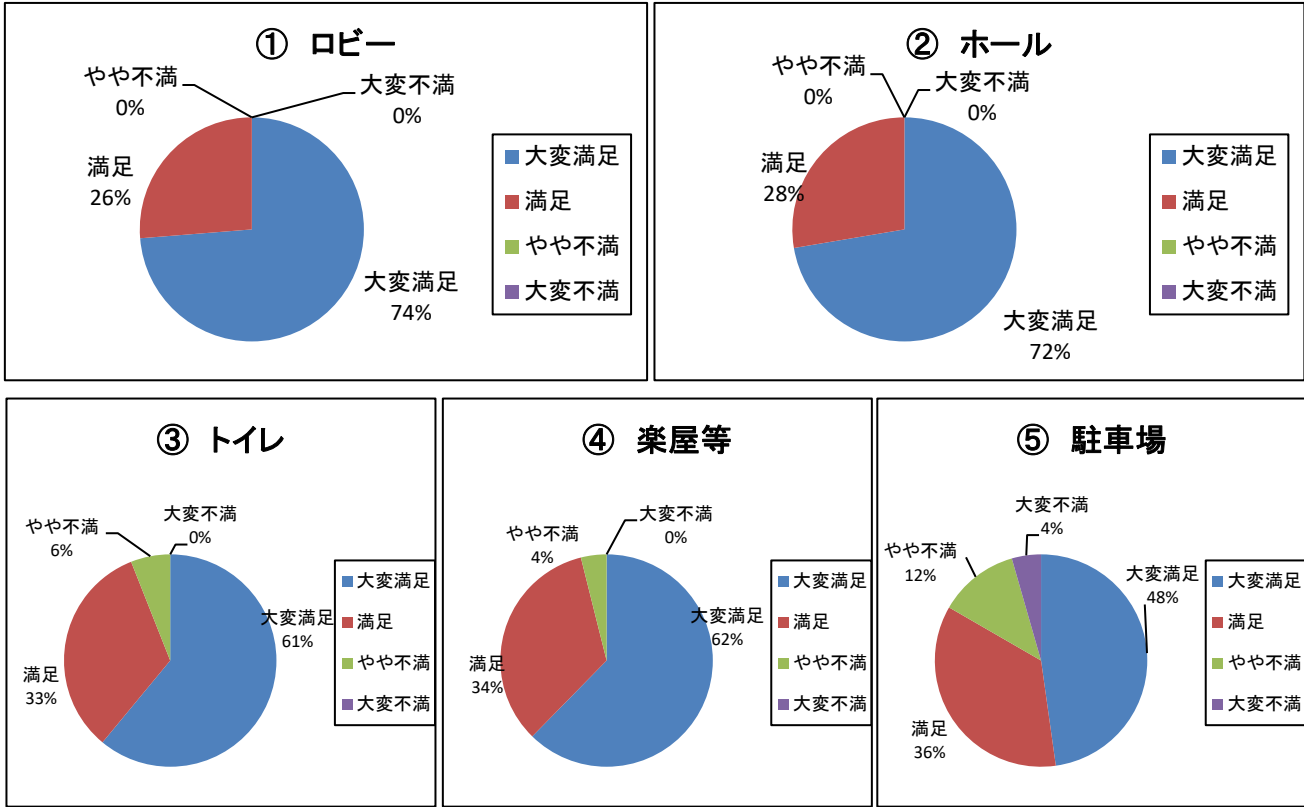 ① ロビー
やや不満
0%
大変不満
0%
満足
26%
大変満足
74%
大変満足
満足
やや不満
大変不満
② ホール
やや不満
0%
大変不満
0%
満足
28%
大変満足
72%
大変満足
満足
やや不満
大変不満
③ トイレ
やや不満
6%
大変不満
0%
大変満足
61%
満足
33%
大変満足
満足
やや不満
大変不満
④ 楽屋等
やや不満
4%
大変不満
0%
大変満足
62%
満足
34%
大変満足
満足
やや不満
大変不満
⑤ 駐車場
大変不満
4%
やや不満
12%
大変満足
48%
満足
36%
大変満足
満足
やや不満
大変不満